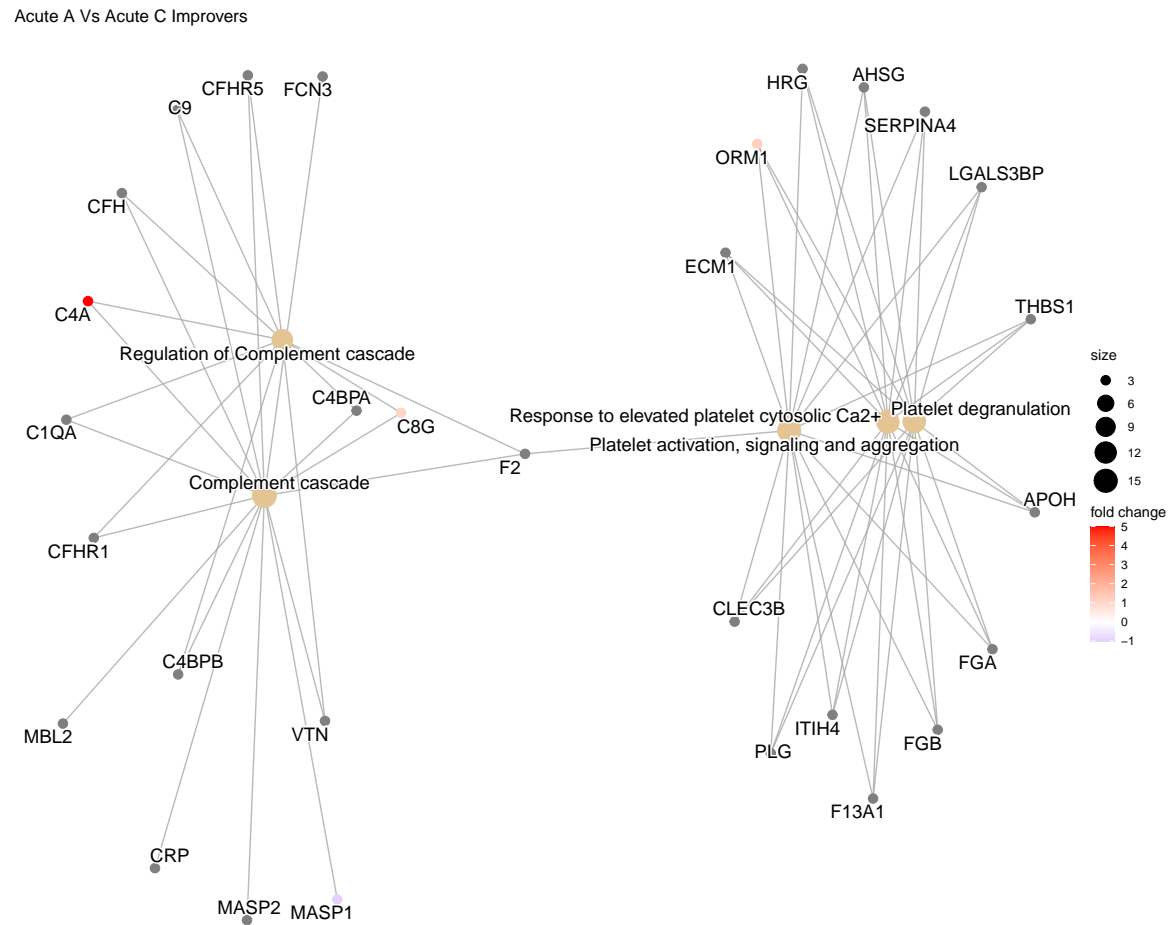 Acute A Vs Acute C Improvers
HRG
AHSG
CFHR5
FCN3
C9
SERPINA4
ORM1
LGALS3BP
CFH
ECM1
C4A
THBS1
Regulation of Complement cascade
size
3
6
9
12
15
C4BPA
C8G
Response to elevated platelet cytosolic Ca2+
Platelet degranulation
C1QA
Platelet activation, signaling and aggregation
F2
Complement cascade
APOH
fold change
5
4
3
2
1
0
−1
CFHR1
CLEC3B
C4BPB
FGA
MBL2
VTN
ITIH4
FGB
PLG
F13A1
CRP
MASP2
MASP1